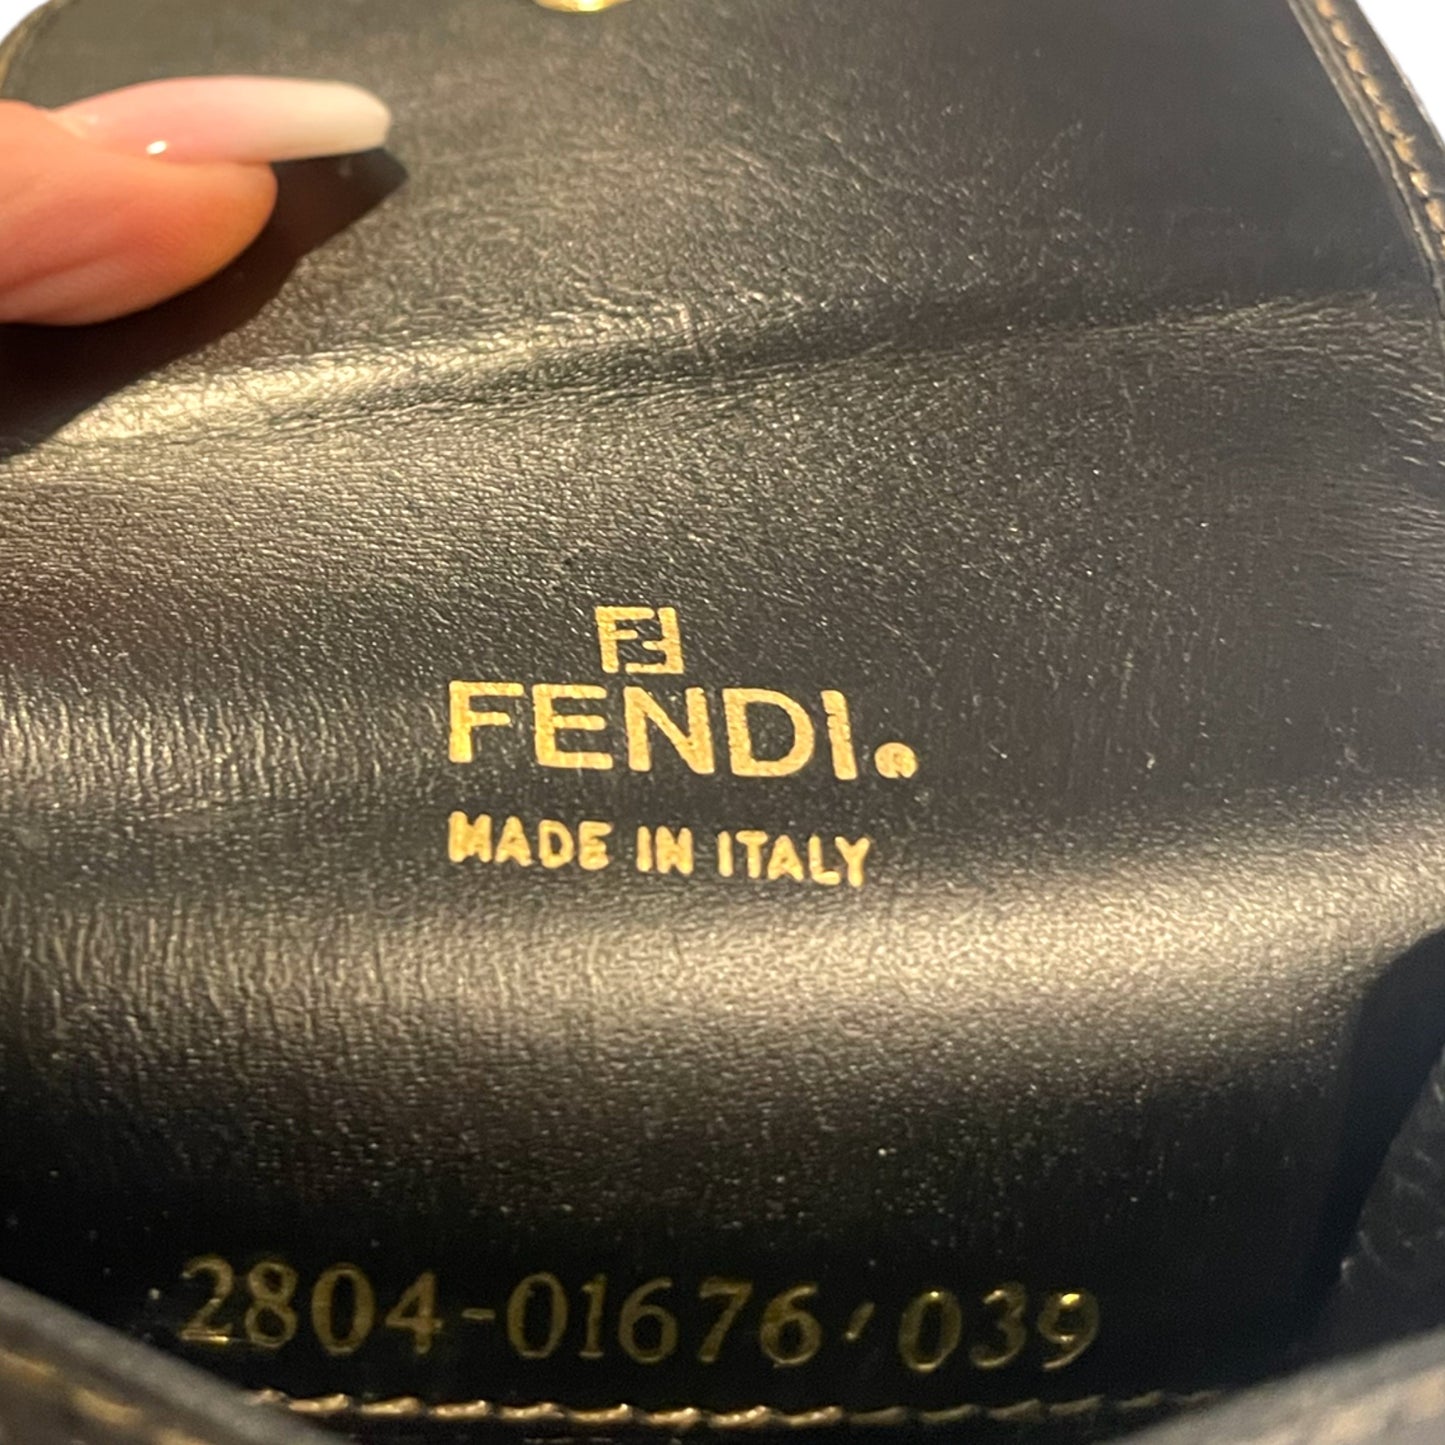 FF
FENDI®
MADE IN ITALY
2804-01676/039